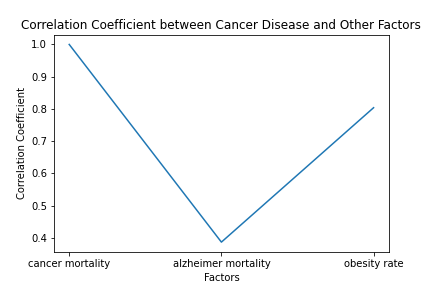 Correlation Coefficient between Cancer Disease and Other Factors
1.0
0.9
0.8
0.7
0.6
0.5
0.4
Correlation Coefficient
cancer mortality
alzheimer mortality
obesity rate
Factors